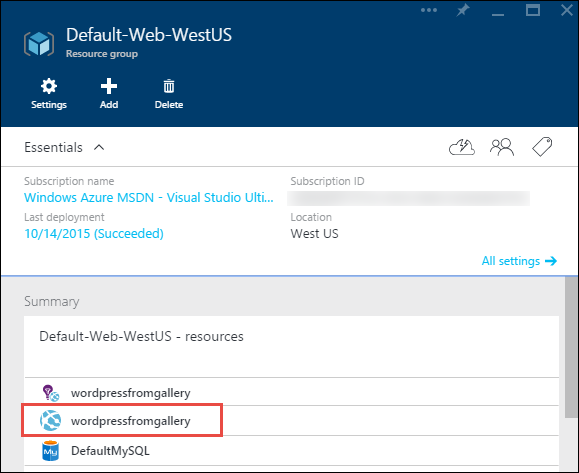 Default-Web-WestUS
Resource group
Settings
Add
Delete
Essentials
Subscription name
Subscription ID
Windows Azure MSDN - Visual Studio Ulti...
Last deployment
Location
10/14/2015 (Succeeded)
West US
All settings
Summary
Default-Web-WestUS - resources
wordpressfromgallery
wordpressfromgallery
My
DefaultMySQL